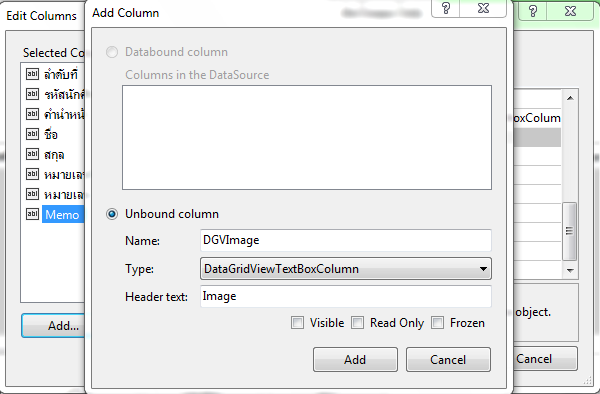 Edit Columns
Add Column
Selected Co
ลำดับที่
รหัสนักศึ
คำนำหน้
ชื่อ
สกุล
หมายเลข
หมายเลข
Memo
Add...
Databound column
Columns in the DataSource
Unbound column
Name: DGVImage
Type: DataGridViewTextBoxColumn
Header text: Image
Visible Read Only Frozen
Add Cancel
oxColum
object.
Cancel